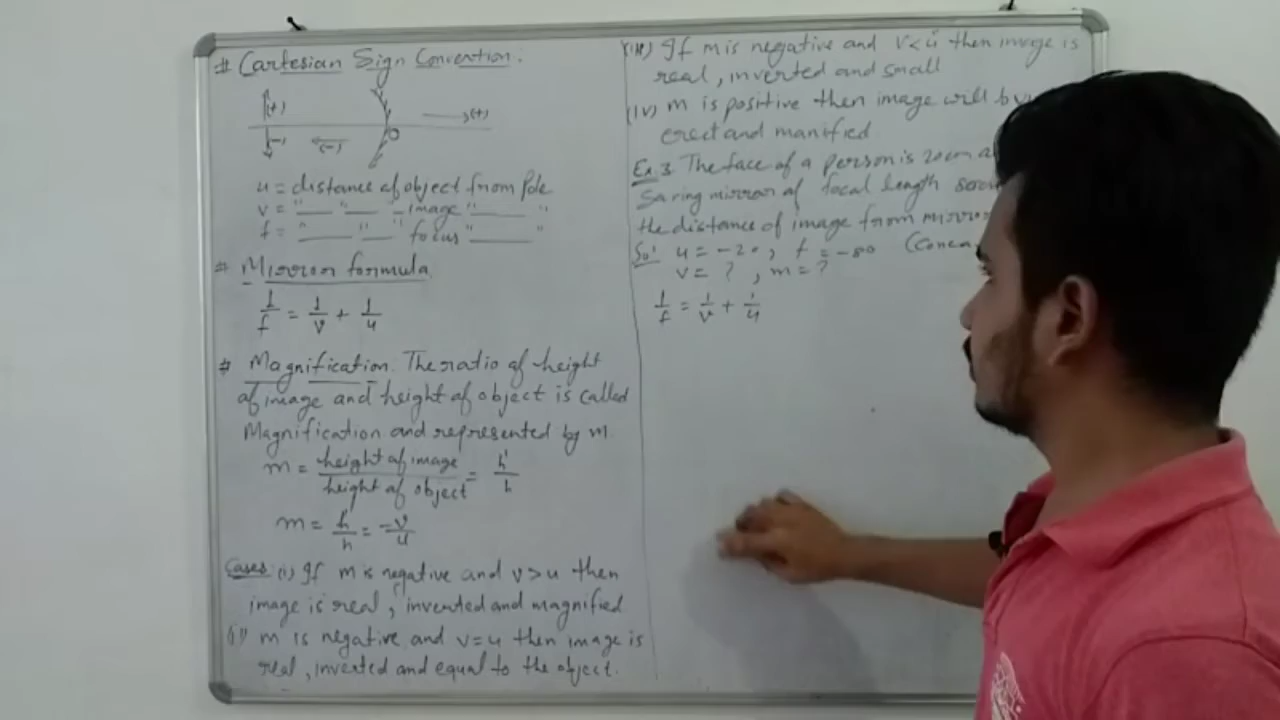 # Cartesian Sign Convention:
(+)
(-)
(-)
(+)
O
u = distance of object from Pole
v = "— "— " image "— "
f = "— "— " focus "— "
# Mirror formula
1/f = 1/v + 1/u
# Magnification: The ratio of height
of image and height of object is called
Magnification and represented by m.
m = height of image / height of object = h'/h
m = h'/h = -v/u
Cases: (i) If m is negative and v > u then
image is real, inverted and magnified
(ii) m is negative and v = u then image is
real, inverted and equal to the object.
(iii) If m is negative and v < u then image is
real, inverted and small
(iv) m is positive then image will be
erect and manified.
Ex. 3. The face of a person is 20cm
Saring mirror of focal length
the distance of image from mirror
Sol u = -20, f = -80 (Conca
v = ? , m = ?
1/f = 1/v + 1/u